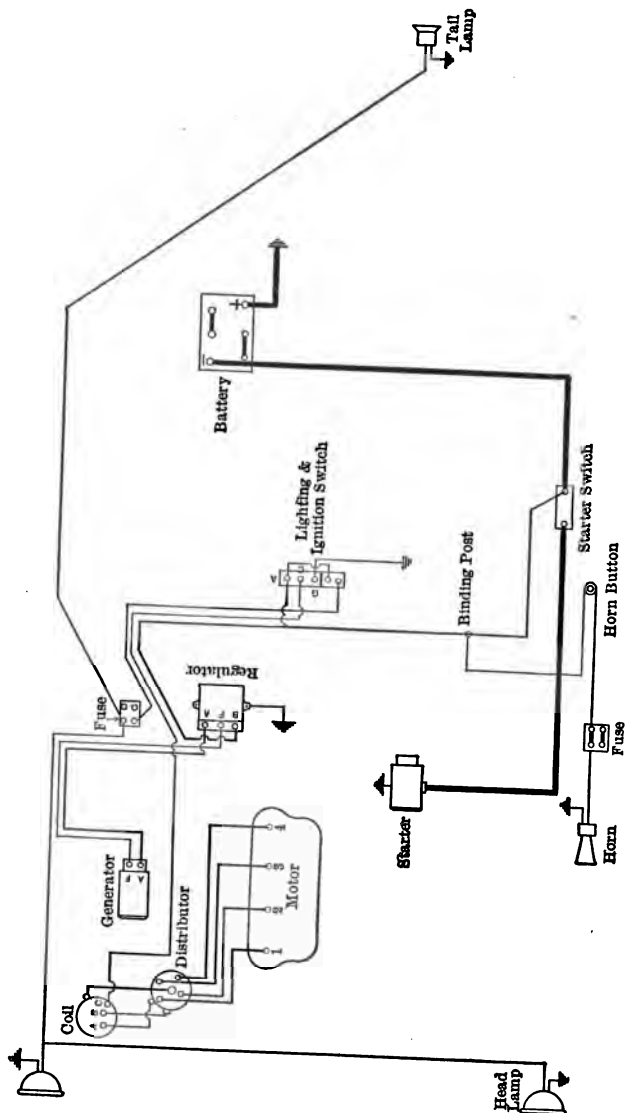 Tail
Lamp
+
−
Battery
Lighting &
Ignition Switch
Binding Post
Starter Switch
Horn Button
Fuse
Horn
Starter
Fuse
Regulator
A
F
B
Generator
F
A
Distributor
Coil
1
2
3
4
Motor
Head
Lamp